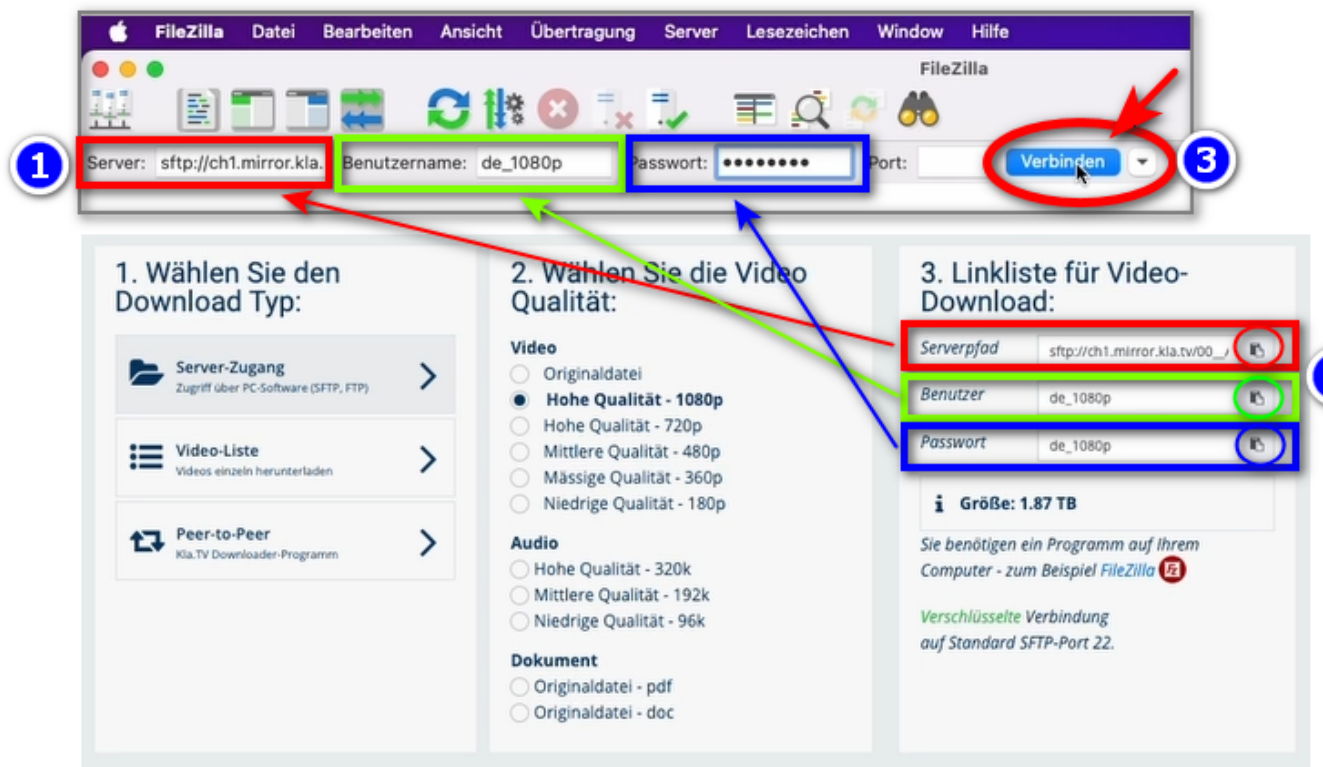 FileZilla Datei Bearbeiten Ansicht Übertragung Server Lesezeichen Window Hilfe
FileZilla
1
Server: sftp://ch1.mirror.kla. Benutzername: de_1080p Passwort: •••••••• Port: Verbinden
3
1. Wählen Sie den
Download Typ:
Server-Zugang
Zugriff über PC-Software (SFTP, FTP)
Video-Liste
Videos einzeln herunterladen
Peer-to-Peer
Kla.TV Downloader-Programm
2. Wählen Sie die Video
Qualität:
Video
Originaldatei
Hohe Qualität - 1080p
Hohe Qualität - 720p
Mittlere Qualität - 480p
Mässige Qualität - 360p
Niedrige Qualität - 180p
Audio
Hohe Qualität - 320k
Mittlere Qualität - 192k
Niedrige Qualität - 96k
Dokument
Originaldatei - pdf
Originaldatei - doc
3. Linkliste für Video-
Download:
Serverpfad sftp://ch1.mirror.kla.tv/00_
Benutzer de_1080p
Passwort de_1080p
i Größe: 1.87 TB
Sie benötigen ein Programm auf Ihrem
Computer - zum Beispiel FileZilla Fz
Verschlüsselte Verbindung
auf Standard SFTP-Port 22.